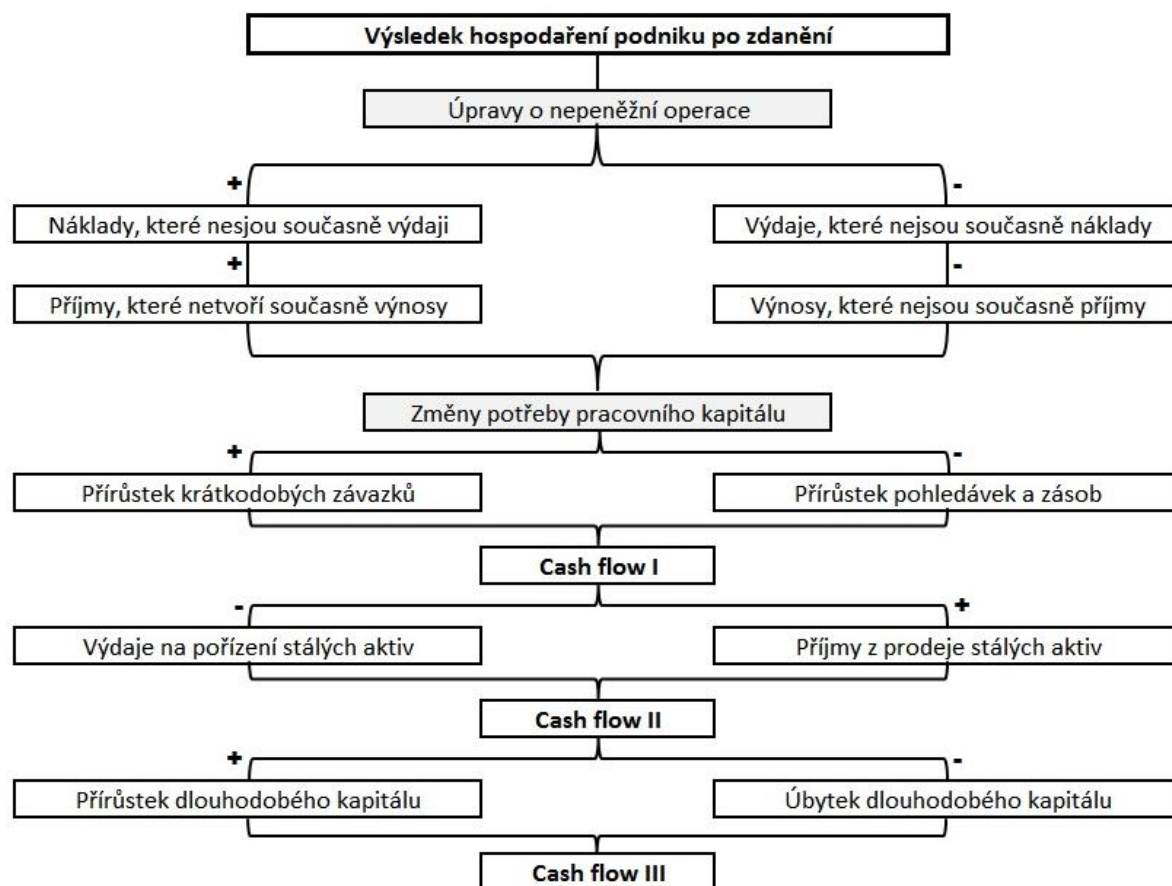 Výsledek hospodaření podniku po zdanění
Úpravy o nepeněžní operace
+
-
Náklady, které nesjou současně výdaji
Výdaje, které nejsou současně náklady
+
-
Příjmy, které netvoří současně výnosy
Výnosy, které nejsou současně příjmy
Změny potřeby pracovního kapitálu
+
-
Přírůstek krátkodobých závazků
Přírůstek pohledávek a zásob
Cash flow I
-
+
Výdaje na pořízení stálých aktiv
Příjmy z prodeje stálých aktiv
Cash flow II
+
-
Přírůstek dlouhodobého kapitálu
Úbytek dlouhodobého kapitálu
Cash flow III